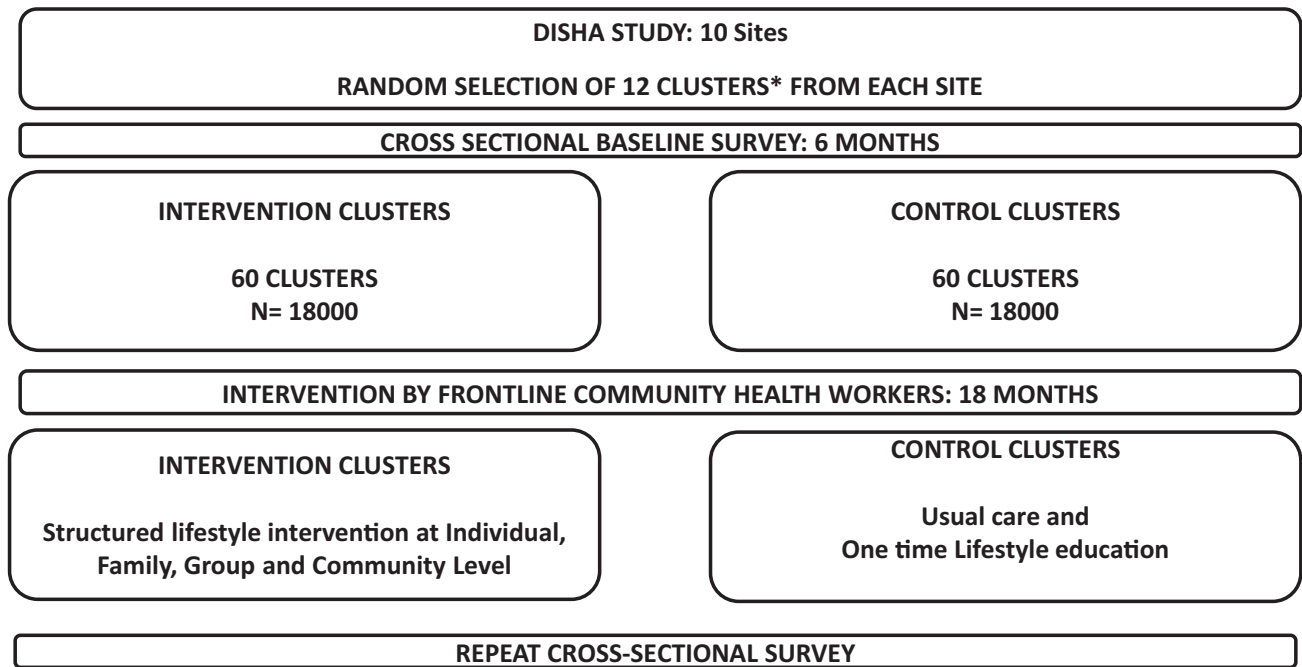 DISHA STUDY: 10 Sites
RANDOM SELECTION OF 12 CLUSTERS* FROM EACH SITE
CROSS SECTIONAL BASELINE SURVEY: 6 MONTHS
INTERVENTION CLUSTERS
60 CLUSTERS
N= 18000
CONTROL CLUSTERS
60 CLUSTERS
N= 18000
INTERVENTION BY FRONTLINE COMMUNITY HEALTH WORKERS: 18 MONTHS
INTERVENTION CLUSTERS
Structured lifestyle intervention at Individual,
Family, Group and Community Level
CONTROL CLUSTERS
Usual care and
One time Lifestyle education
REPEAT CROSS-SECTIONAL SURVEY